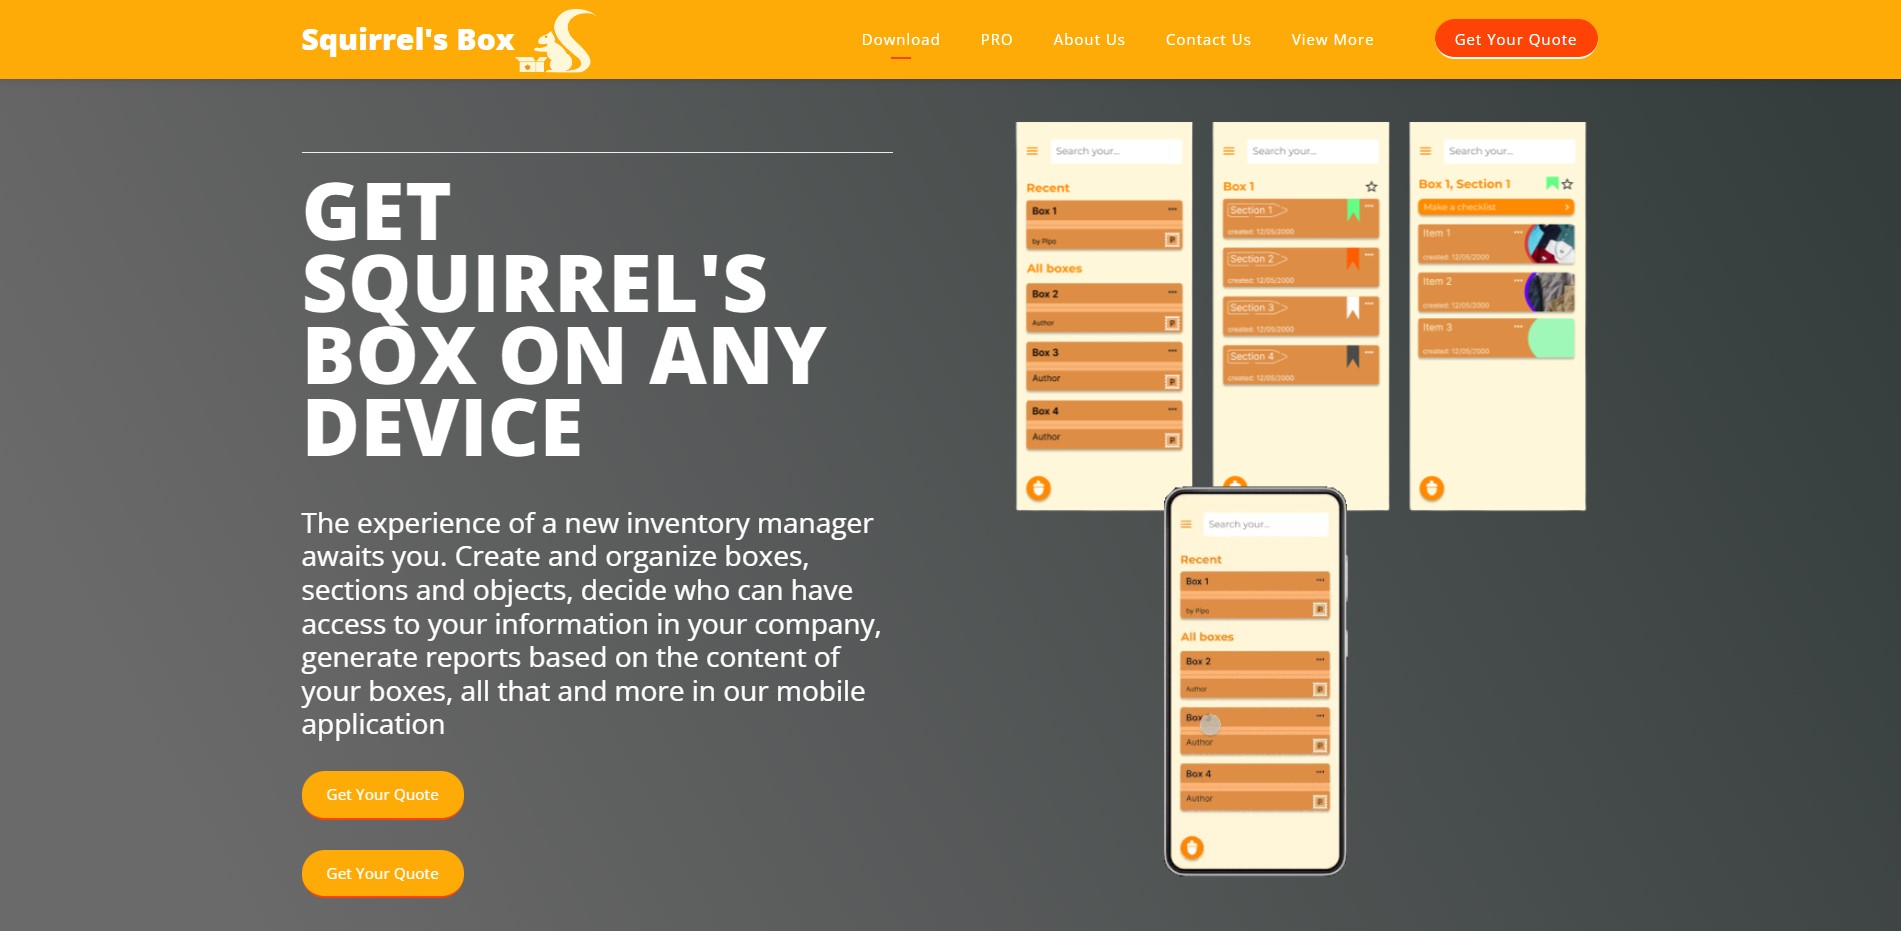 Squirrel's Box
Download
PRO
About Us
Contact Us
View More
Get Your Quote
GET
SQUIRREL'S
BOX ON ANY
DEVICE
The experience of a new inventory manager
awaits you. Create and organize boxes,
sections and objects, decide who can have
access to your information in your company,
generate reports based on the content of
your boxes, all that and more in our mobile
application
Get Your Quote
Get Your Quote
Search your...
Recent
Box 1
by Pipo
P
All boxes
Box 2
Author
P
Box 3
Author
P
Box 4
Author
P
Search your...
Box 1
Section 1
created: 12/05/2000
Section 2
created: 12/05/2000
Section 3
created: 12/05/2000
Section 4
created: 12/05/2000
Search your...
Box 1, Section 1
Make a checklist
Item 1
created: 12/05/2000
Item 2
created: 12/05/2000
Item 3
created: 12/05/2000
Search your...
Recent
Box 1
by Pipo
P
All boxes
Box 2
Author
P
Box
Author
P
Box 4
Author
P